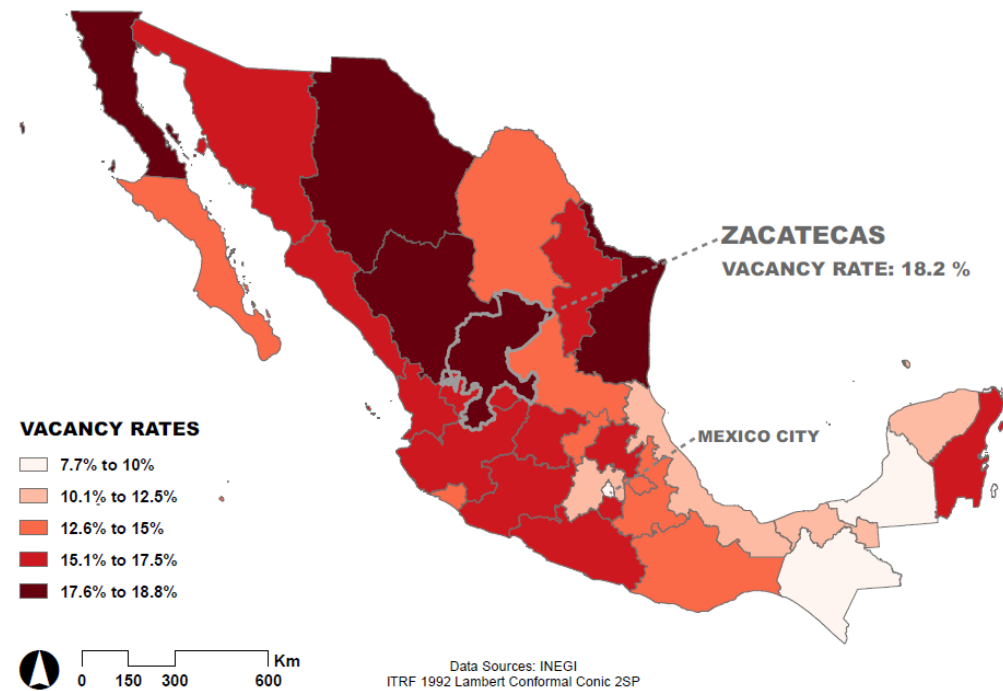 ZACATECAS
VACANCY RATE: 18.2 %
MEXICO CITY
VACANCY RATES
7.7% to 10%
10.1% to 12.5%
12.6% to 15%
15.1% to 17.5%
17.6% to 18.8%
Km
0 150 300 600
Data Sources: INEGI
ITRF 1992 Lambert Conformal Conic 2SP